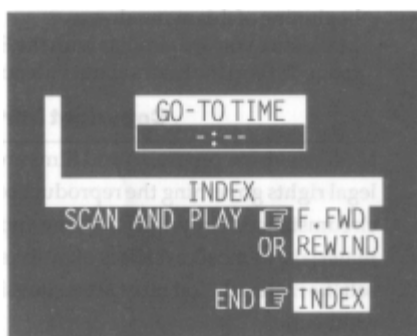 GO-TO TIME
-:--
INDEX
SCAN AND PLAY ☞ F.FWD
OR REWIND
END ☞ INDEX